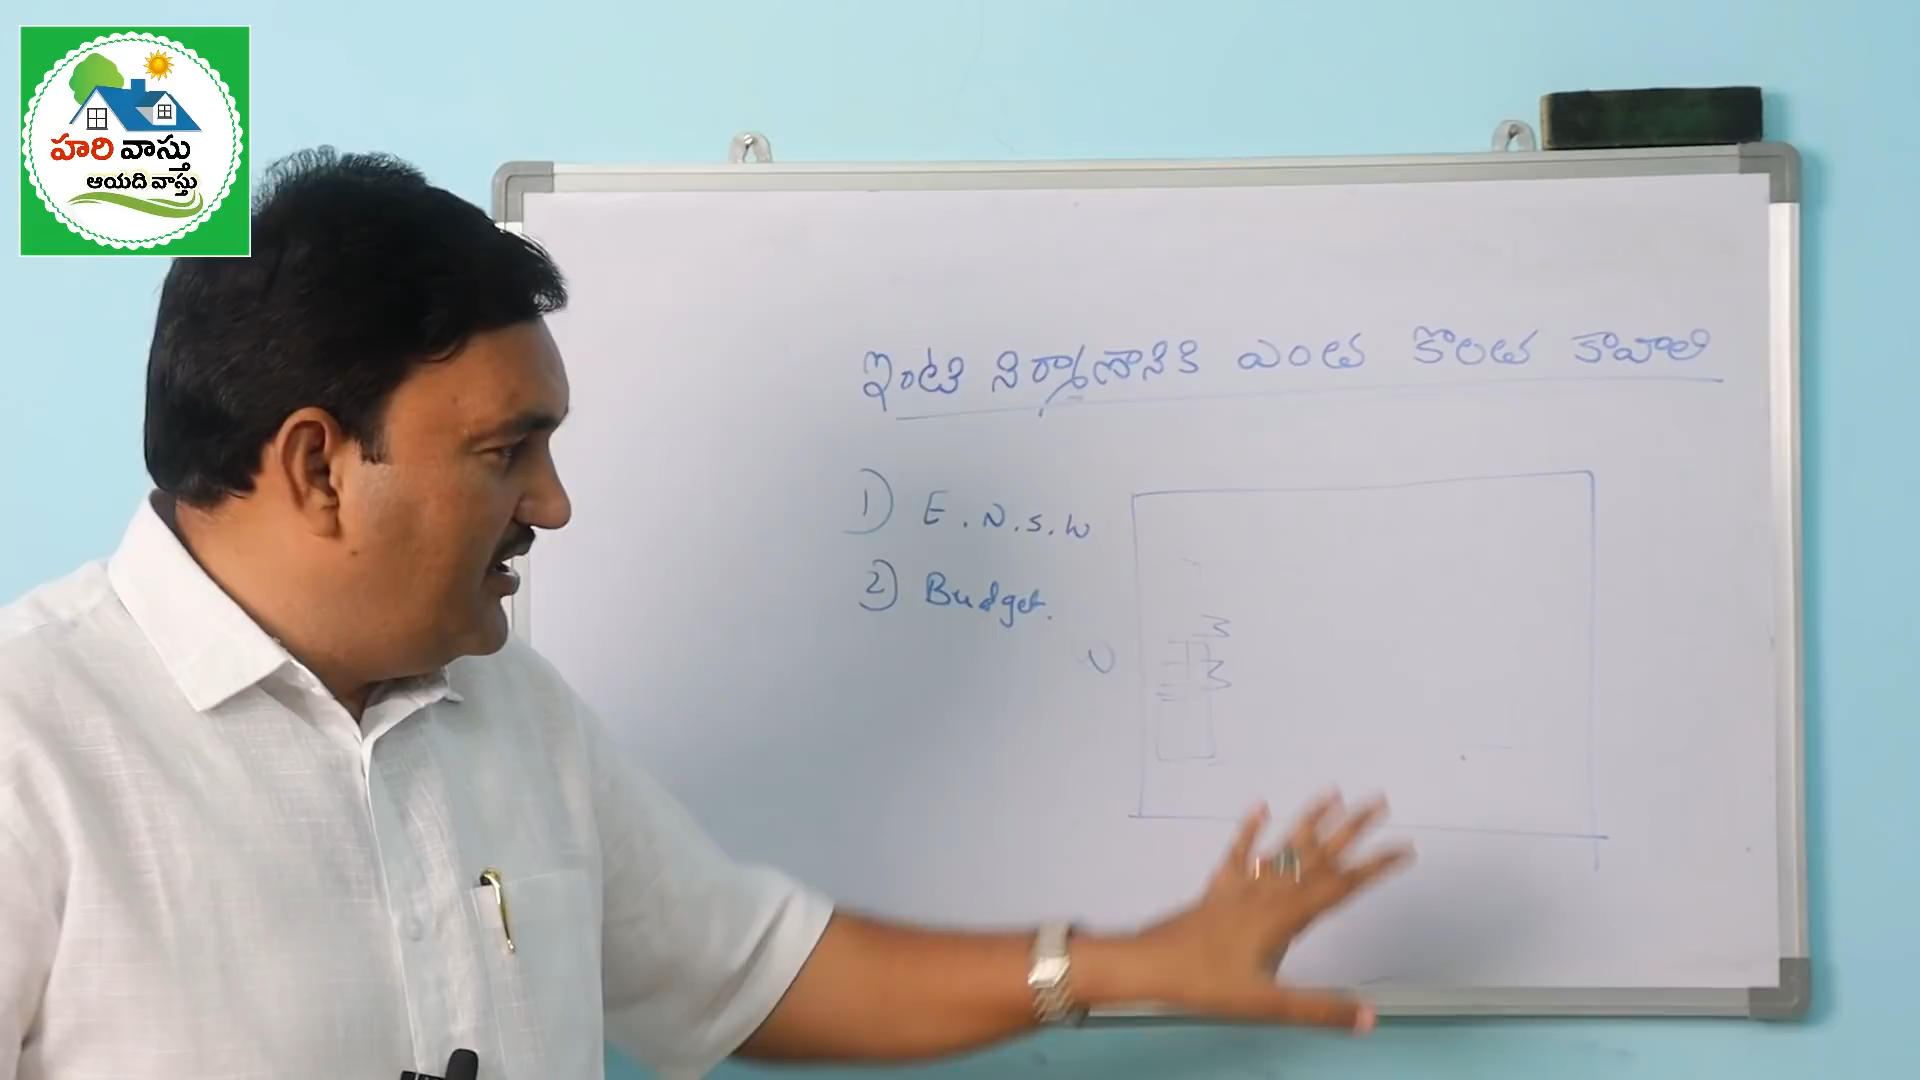 హరి వాస్తు
ఆయది వాస్తు
ఇంటి నిర్మాణానికి ఎంత కొలత కావాలి
1) E . N . S . W
2) Budget.